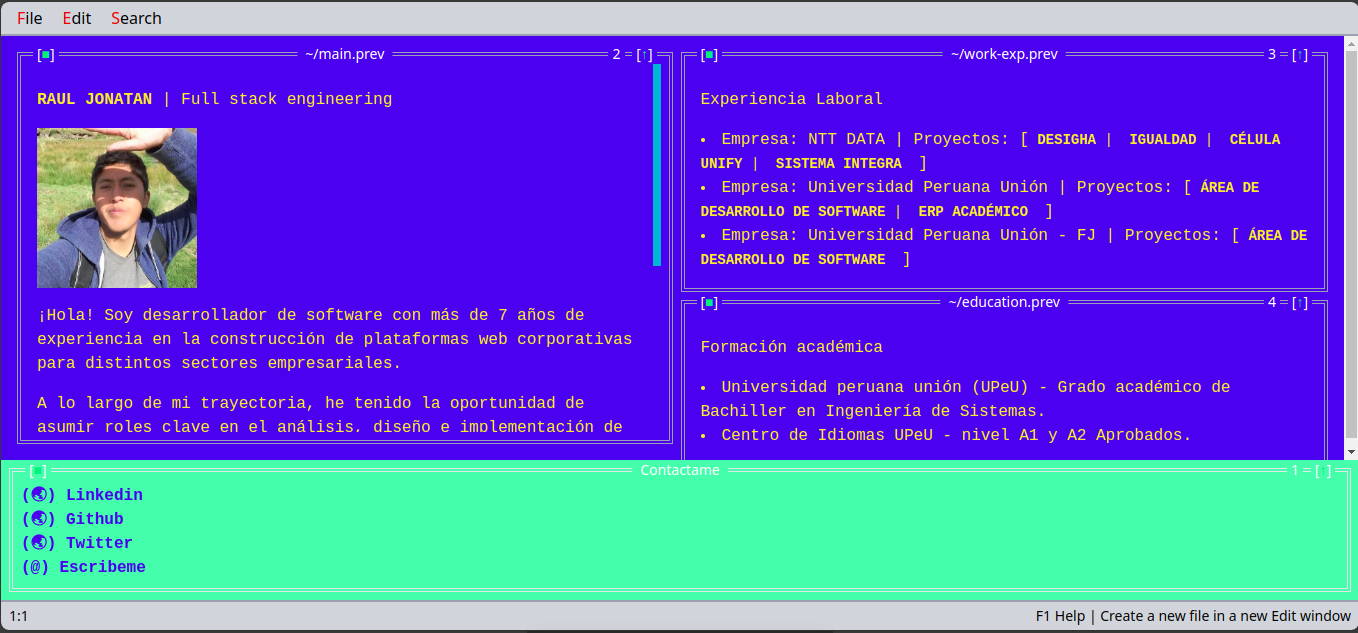 File Edit Search
[■] ~/main.prev 2 = [↑]
RAUL JONATAN | Full stack engineering
¡Hola! Soy desarrollador de software con más de 7 años de
experiencia en la construcción de plataformas web corporativas
para distintos sectores empresariales.
A lo largo de mi trayectoria, he tenido la oportunidad de
asumir roles clave en el análisis, diseño e implementación de
[■] ~/work-exp.prev 3 = [↑]
Experiencia Laboral
• Empresa: NTT DATA | Proyectos: [ DESIGHA | IGUALDAD | CÉLULA
UNIFY | SISTEMA INTEGRA ]
• Empresa: Universidad Peruana Unión | Proyectos: [ ÁREA DE
DESARROLLO DE SOFTWARE | ERP ACADÉMICO ]
• Empresa: Universidad Peruana Unión - FJ | Proyectos: [ ÁREA DE
DESARROLLO DE SOFTWARE ]
[■] ~/education.prev 4 = [↑]
Formación académica
• Universidad peruana unión (UPeU) - Grado académico de
Bachiller en Ingeniería de Sistemas.
• Centro de Idiomas UPeU - nivel A1 y A2 Aprobados.
[■] Contactame 1 = [↑]
(🌏) Linkedin
(🌏) Github
(🌏) Twitter
(@) Escribeme
1:1 F1 Help | Create a new file in a new Edit window